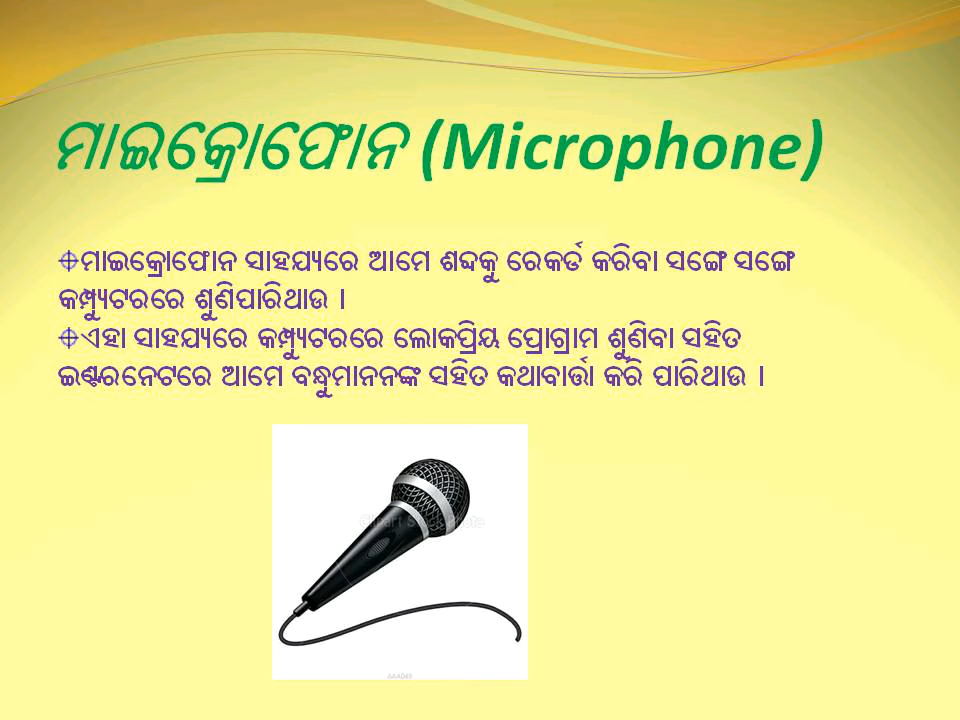 ମାଇକ୍ରୋଫୋନ (Microphone)
ମାଇକ୍ରୋଫୋନ ସାହଯ୍ୟରେ ଆମେ ଶବ୍ଦକୁ ରେକର୍ଡ କରିବା ସଙ୍ଗେ ସଙ୍ଗେ
କମ୍ପ୍ୟୁଟରରେ ଶୁଣିପାରିଥାଉ ।
ଏହା ସାହଯ୍ୟରେ କମ୍ପ୍ୟୁଟରରେ ଲୋକପ୍ରିୟ ପ୍ରୋଗ୍ରାମ ଶୁଣିବା ସହିତ
ଇଣ୍ଟରନେଟରେ ଆମେ ବନ୍ଧୁମାନନଙ୍କ ସହିତ କଥାବାର୍ତ୍ତା କରି ପାରିଥାଉ ।